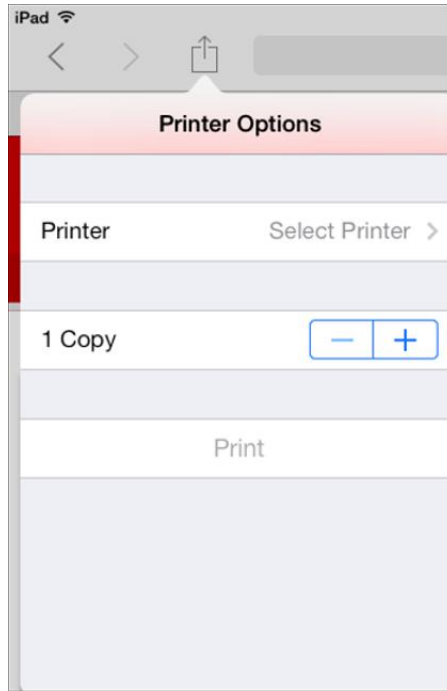 iPad
Printer Options
Printer Select Printer
1 Copy
Print